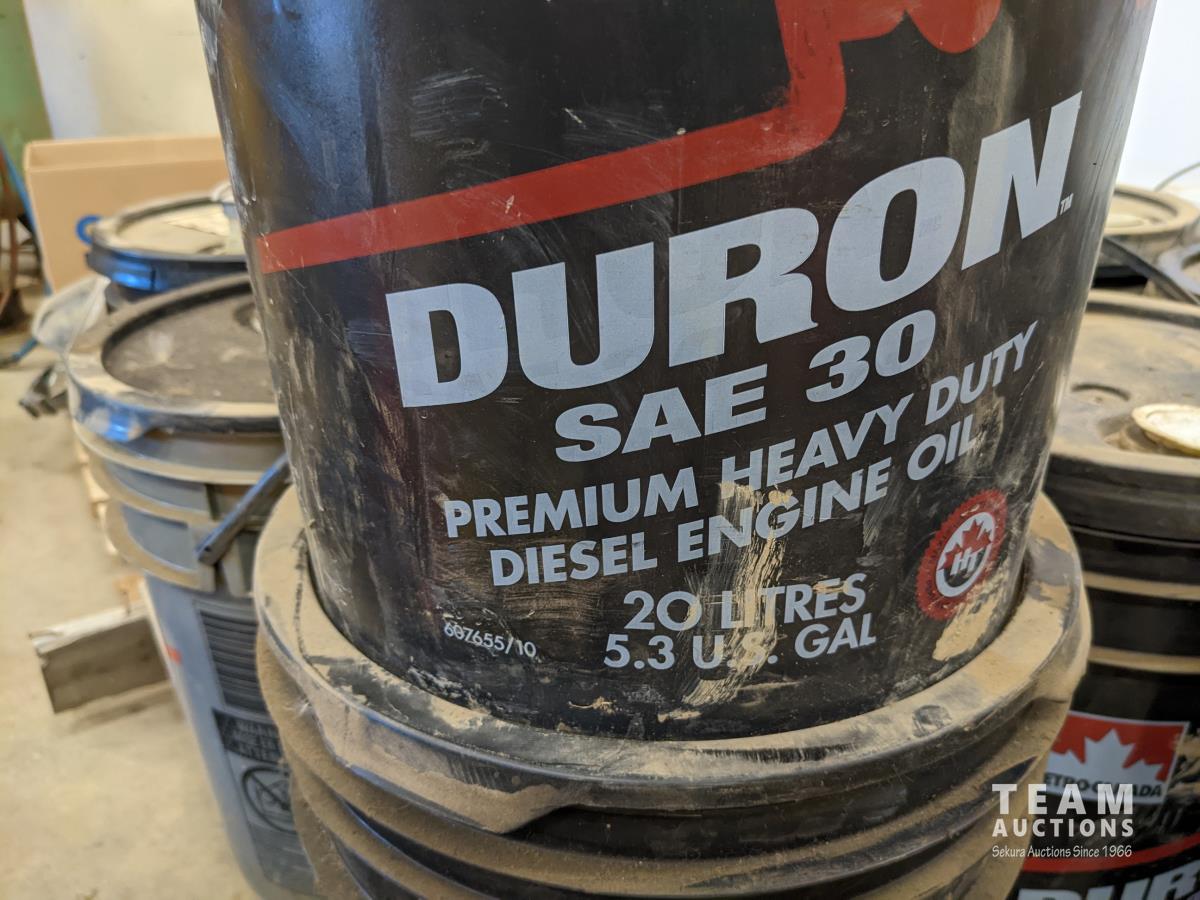 DURON™
SAE 30
PREMIUM HEAVY DUTY
DIESEL ENGINE OIL
20 LITRES
5.3 U.S. GAL
607655/10
HT
TEAM
AUCTIONS
Sekura Auctions Since 1966